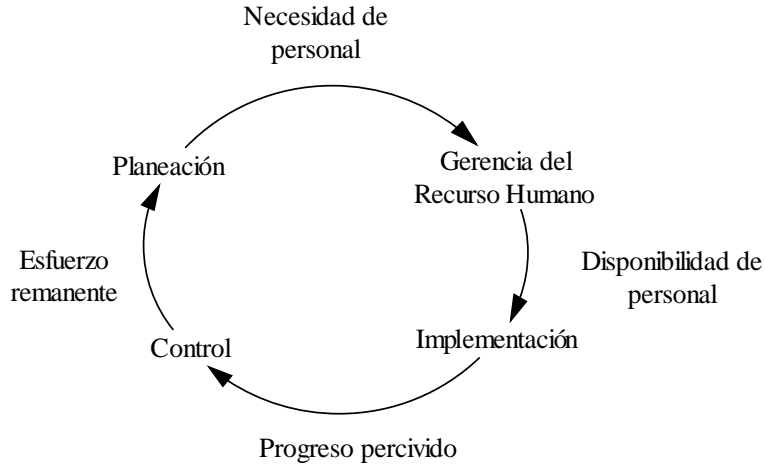 Necesidad de
personal
Planeación
Gerencia del
Recurso Humano
Esfuerzo
remanente
Disponibilidad de
personal
Control
Implementación
Progreso percivido